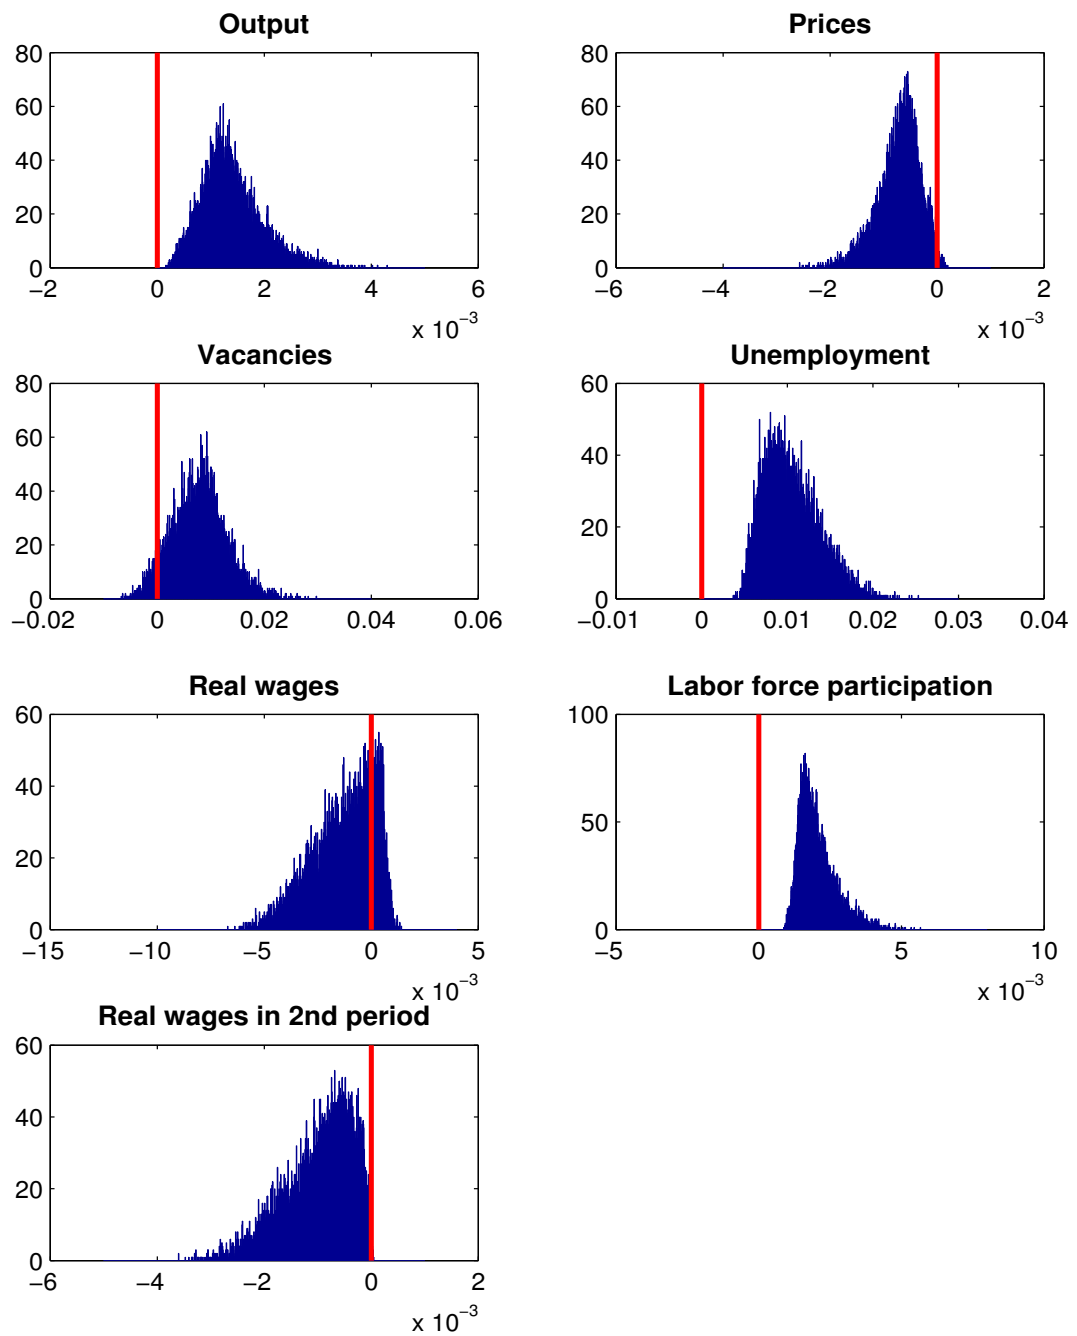 Output
80
60
40
20
0
−2 0 2 4 6
x 10−3
Prices
80
60
40
20
0
−6 −4 −2 0 2
x 10−3
Vacancies
80
60
40
20
0
−0.02 0 0.02 0.04 0.06
Unemployment
60
40
20
0
−0.01 0 0.01 0.02 0.03 0.04
Real wages
60
40
20
0
−15 −10 −5 0 5
x 10−3
Labor force participation
100
50
0
−5 0 5 10
x 10−3
Real wages in 2nd period
60
40
20
0
−6 −4 −2 0 2
x 10−3